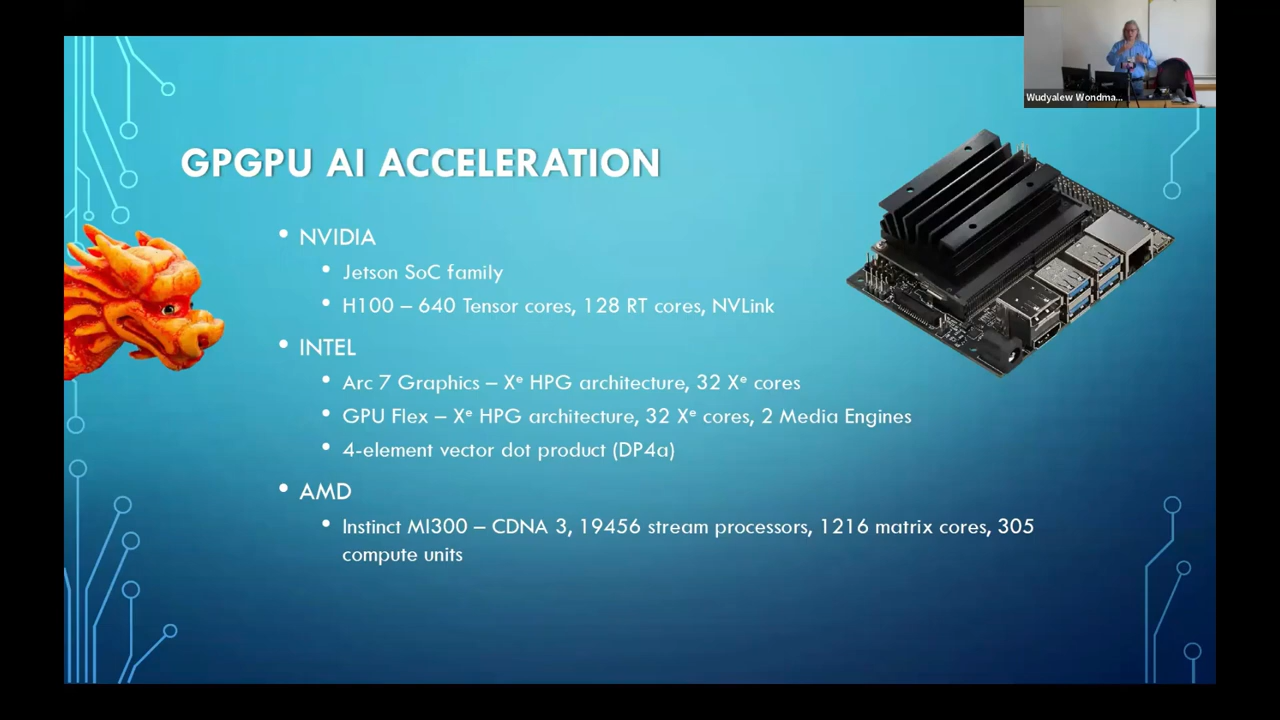 Wudyalew Wondma...
GPGPU AI ACCELERATION
• NVIDIA
• Jetson SoC family
• H100 – 640 Tensor cores, 128 RT cores, NVLink
• INTEL
• Arc 7 Graphics – Xᵉ HPG architecture, 32 Xᵉ cores
• GPU Flex – Xᵉ HPG architecture, 32 Xᵉ cores, 2 Media Engines
• 4-element vector dot product (DP4a)
• AMD
• Instinct MI300 – CDNA 3, 19456 stream processors, 1216 matrix cores, 305
compute units